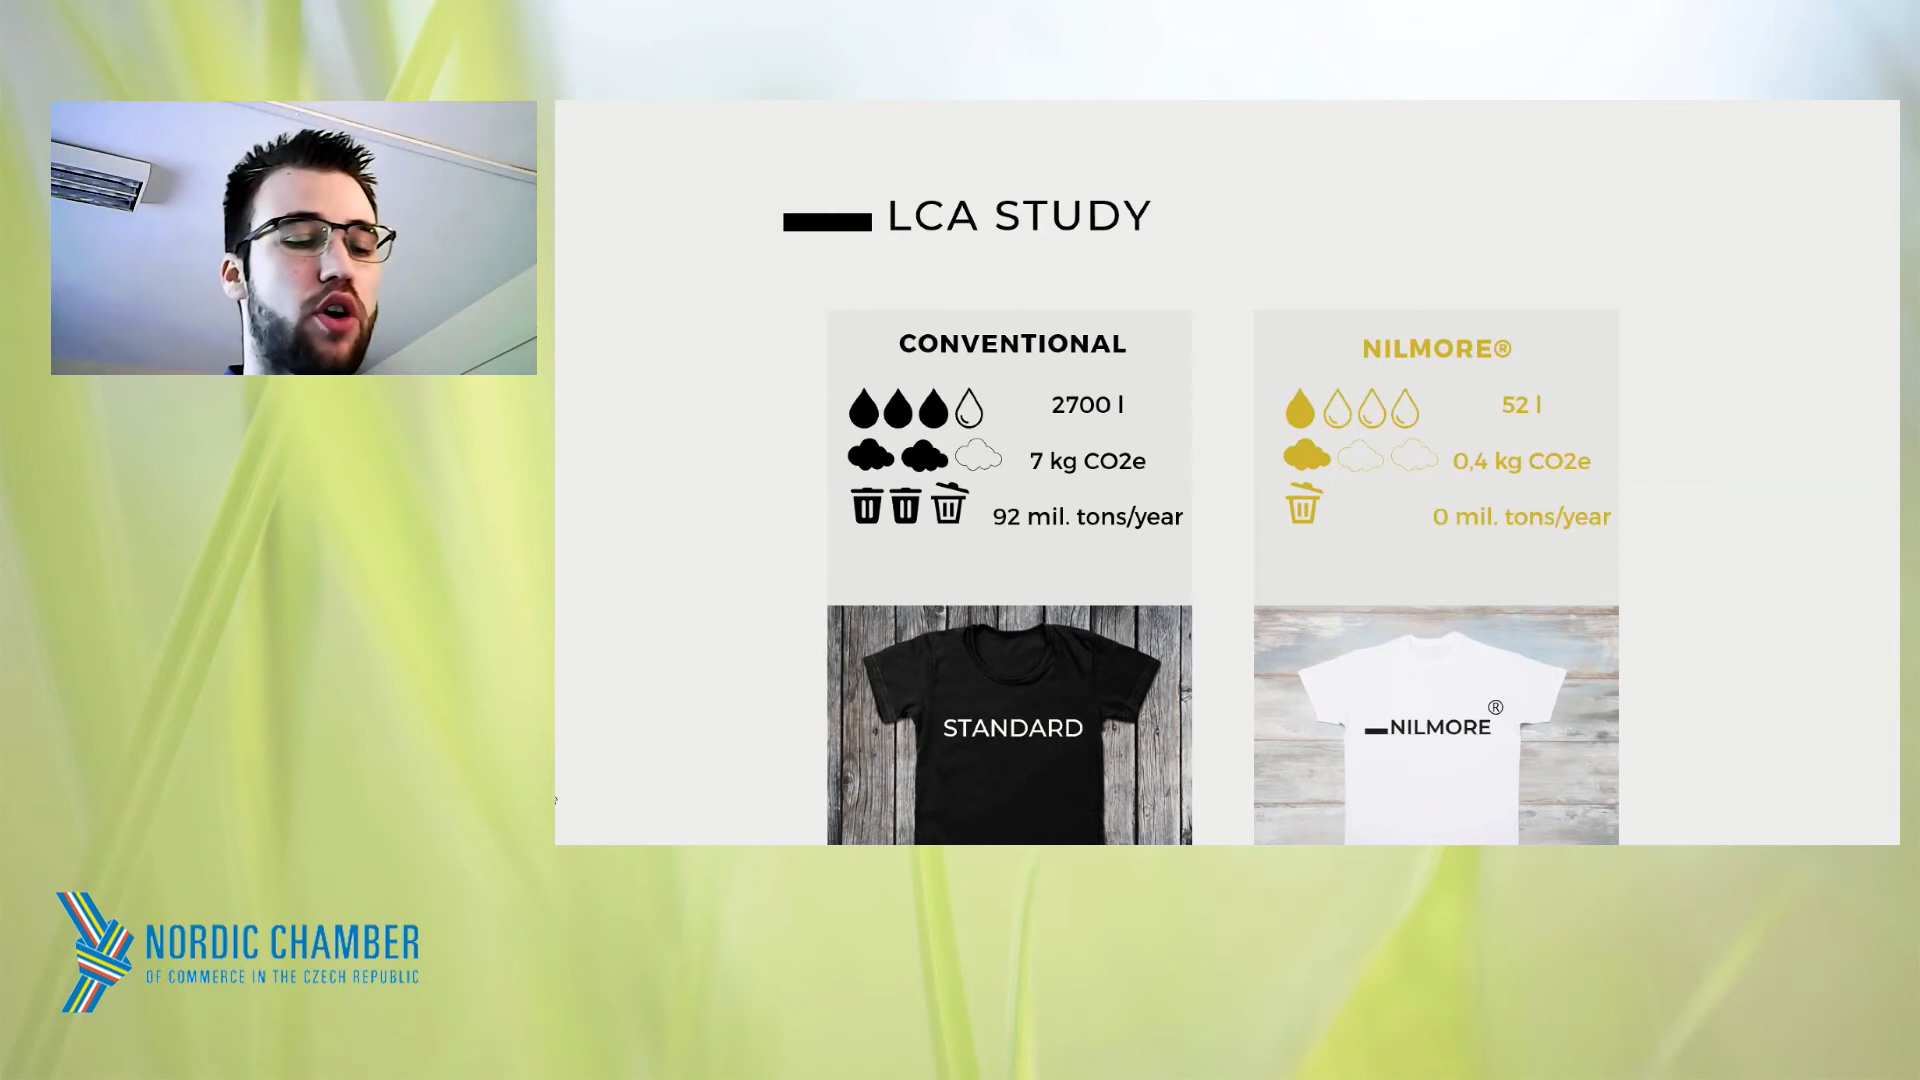 LCA STUDY
CONVENTIONAL
2700 l
7 kg CO2e
92 mil. tons/year
STANDARD
NILMORE®
52 l
0,4 kg CO2e
0 mil. tons/year
NILMORE®
NORDIC CHAMBER
OF COMMERCE IN THE CZECH REPUBLIC